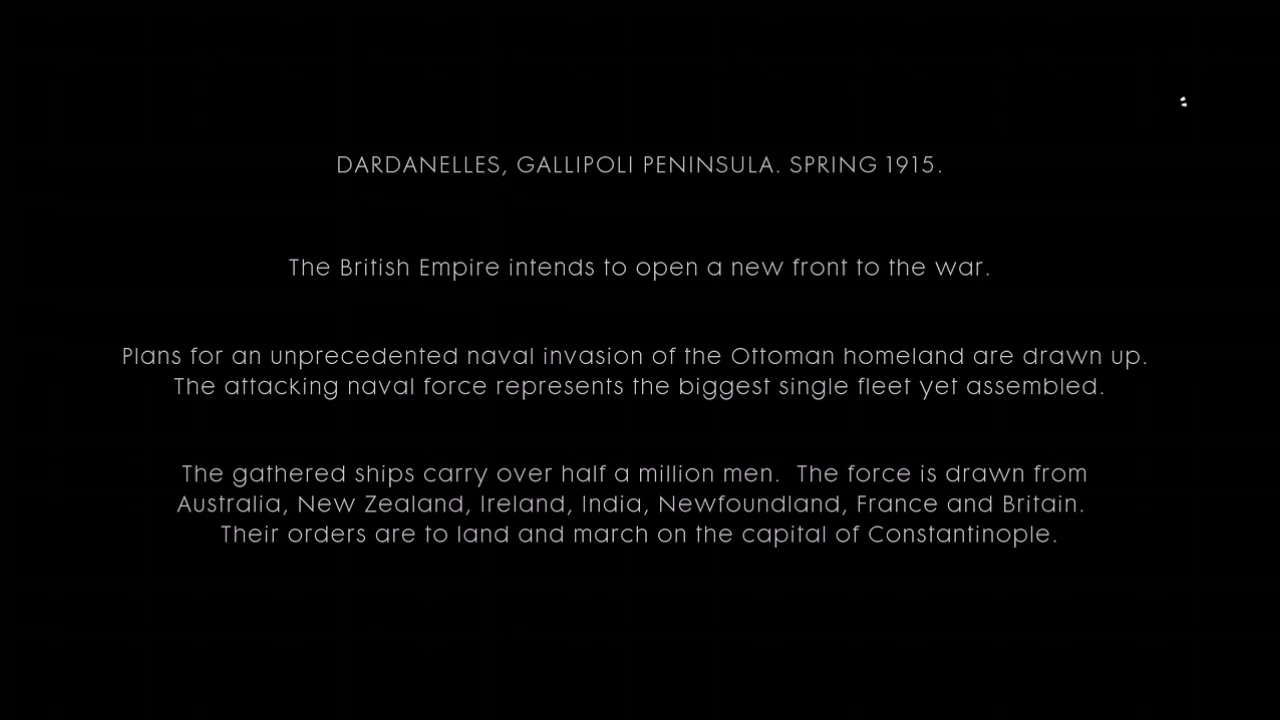 DARDANELLES, GALLIPOLI PENINSULA. SPRING 1915.
The British Empire intends to open a new front to the war.
Plans for an unprecedented naval invasion of the Ottoman homeland are drawn up.
The attacking naval force represents the biggest single fleet yet assembled.
The gathered ships carry over half a million men.  The force is drawn from
Australia, New Zealand, Ireland, India, Newfoundland, France and Britain.
Their orders are to land and march on the capital of Constantinople.